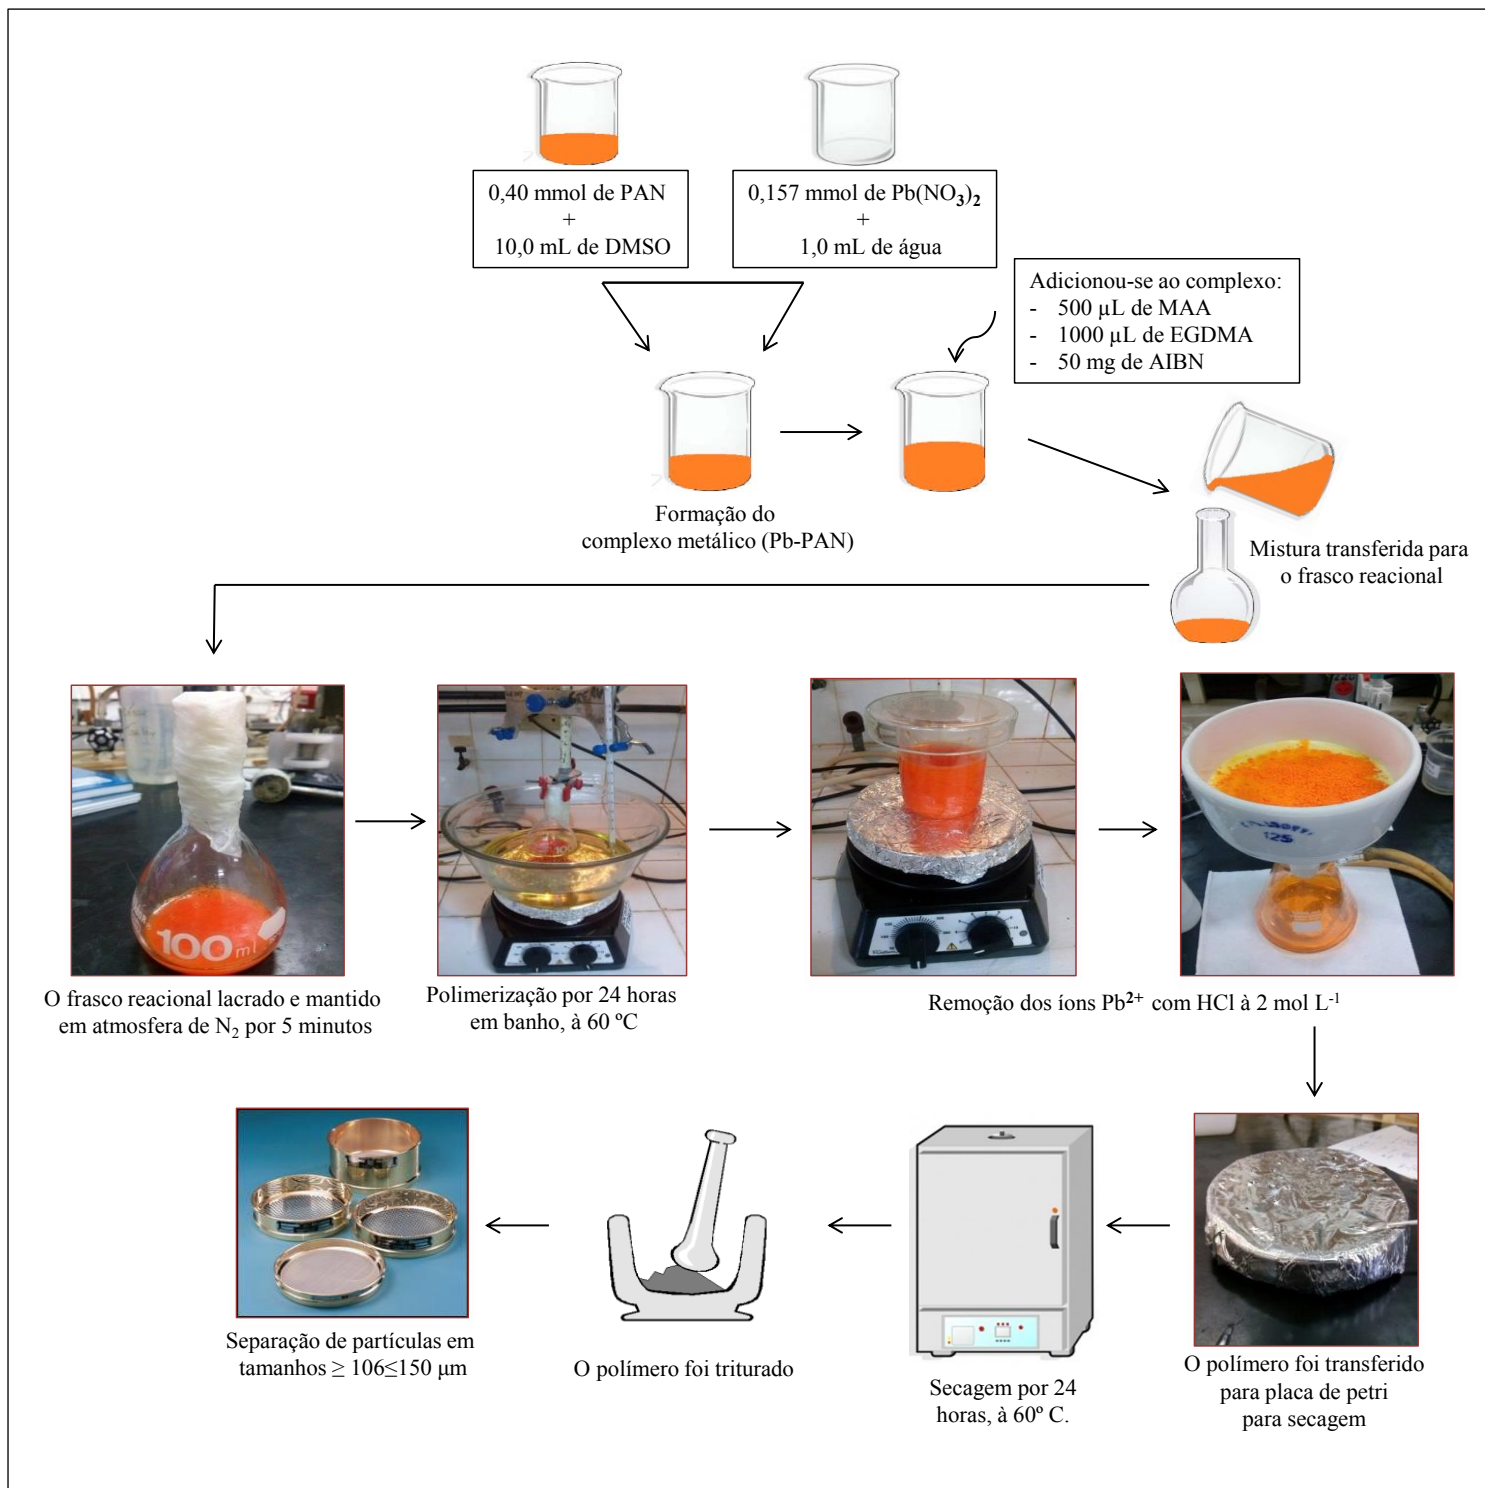 0,40 mmol de PAN
+
10,0 mL de DMSO
0,157 mmol de Pb(NO3)2
+
1,0 mL de água
Adicionou-se ao complexo:
- 500 µL de MAA
- 1000 µL de EGDMA
- 50 mg de AIBN
Formação do
complexo metálico (Pb-PAN)
Mistura transferida para
o frasco reacional
100 ml
O frasco reacional lacrado e mantido
em atmosfera de N2 por 5 minutos
Polimerização por 24 horas
em banho, à 60 ºC
125
Remoção dos íons Pb2+ com HCl à 2 mol L-1
Separação de partículas em
tamanhos ≥ 106≤150 µm
O polímero foi triturado
Secagem por 24
horas, à 60º C.
O polímero foi transferido
para placa de petri
para secagem